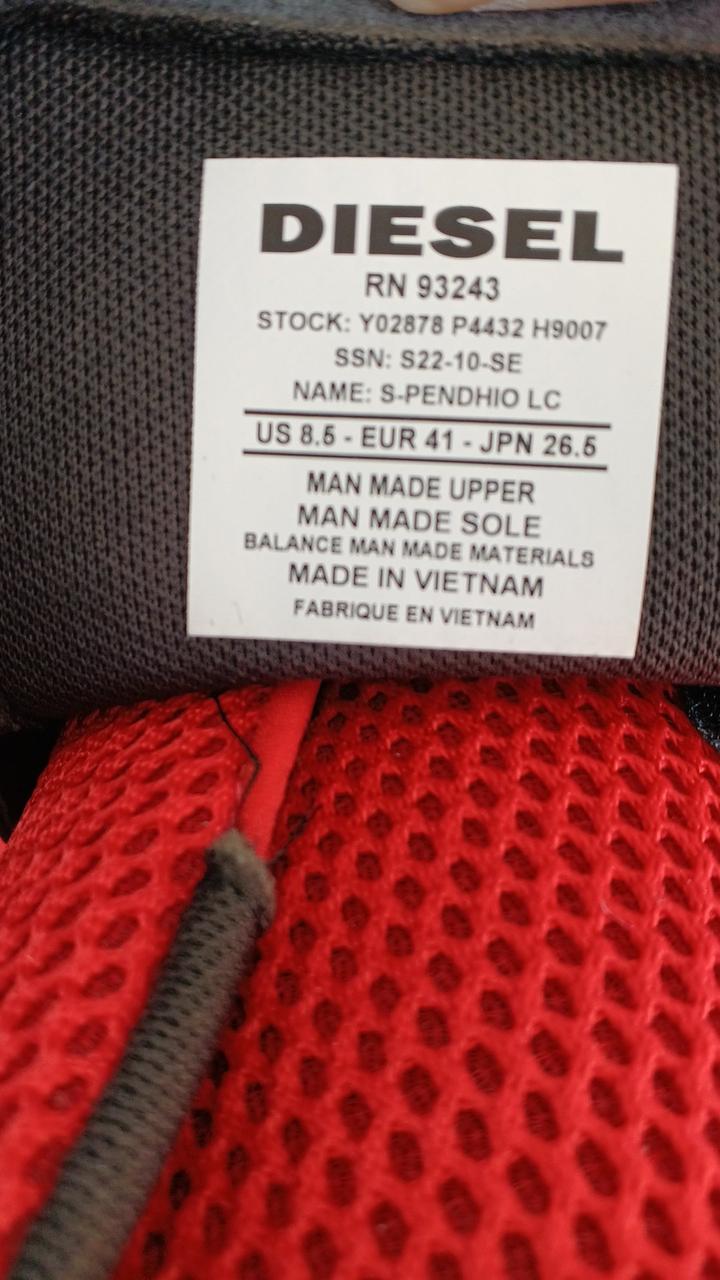 DIESEL
RN 93243
STOCK: Y02878 P4432 H9007
SSN: S22-10-SE
NAME: S-PENDHIO LC
US 8.5 - EUR 41 - JPN 26.5
MAN MADE UPPER
MAN MADE SOLE
BALANCE MAN MADE MATERIALS
MADE IN VIETNAM
FABRIQUE EN VIETNAM